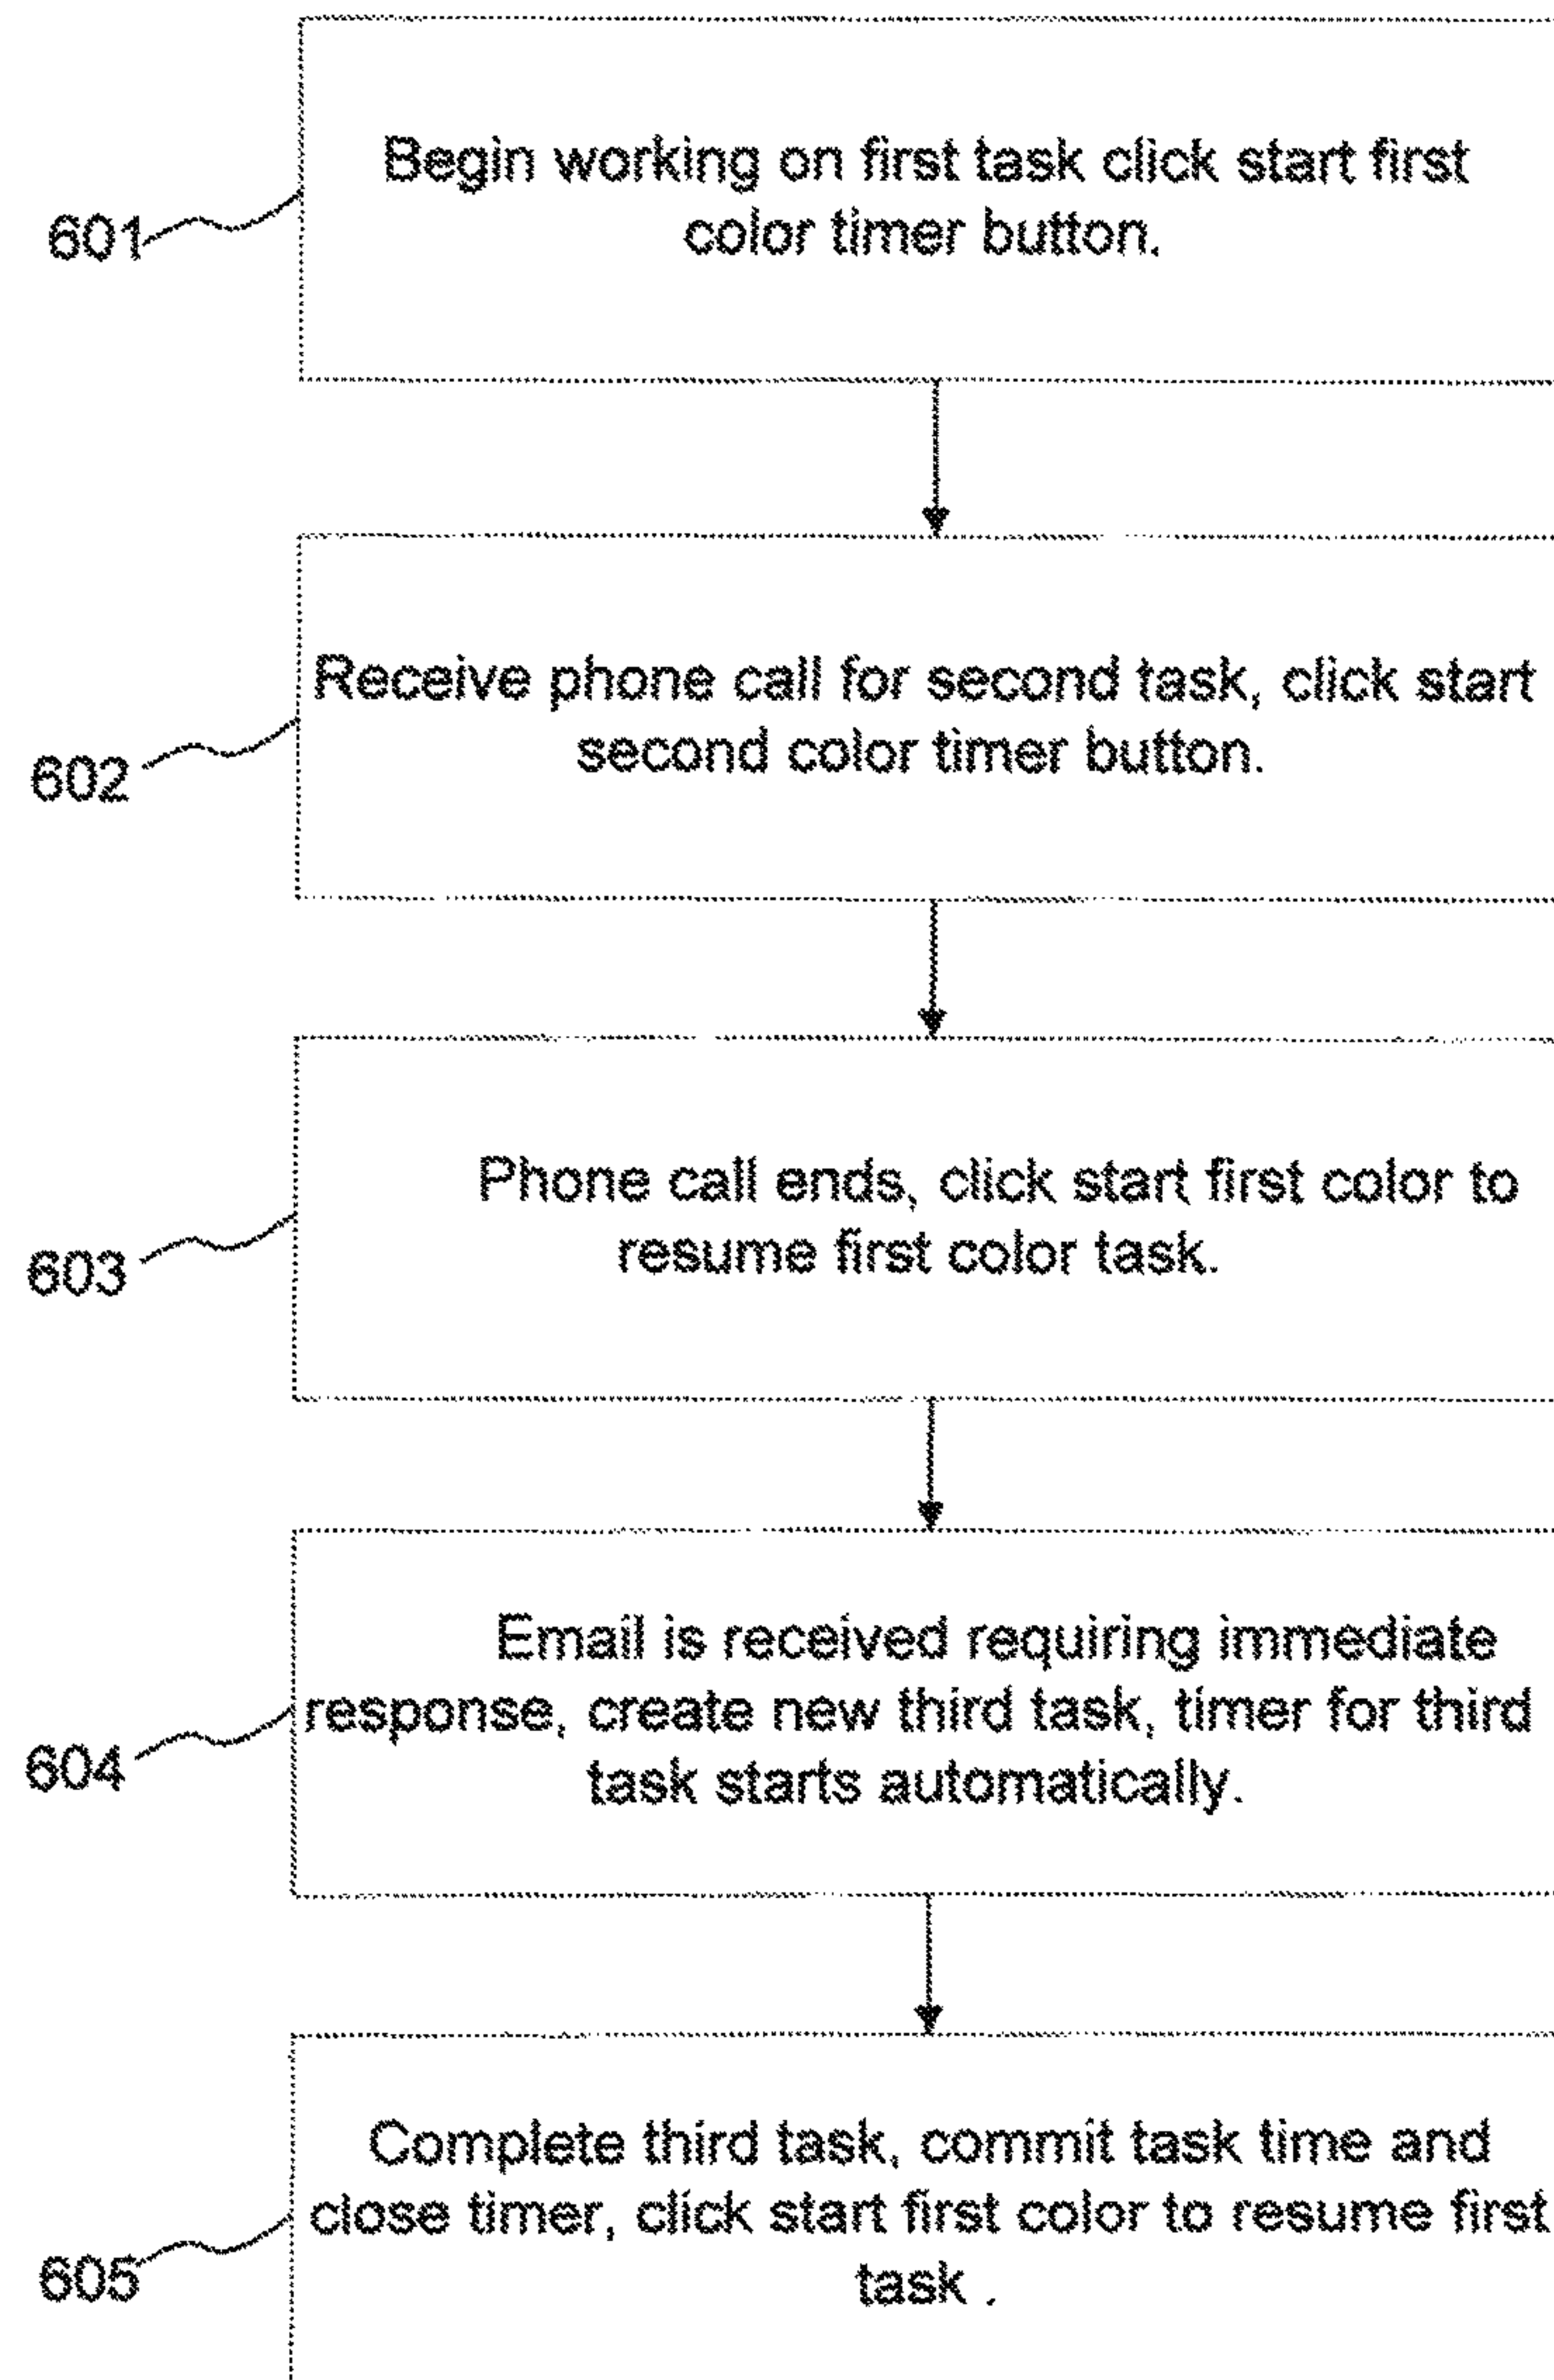 Begin working on first task click start first
color timer button.
601
Receive phone call for second task, click start
second color timer button.
602
Phone call ends, click start first color to
resume first color task.
603
Email is received requiring immediate
response, create new third task, timer for third
task starts automatically.
604
Complete third task, commit task time and
close timer, click start first color to resume first
task .
605